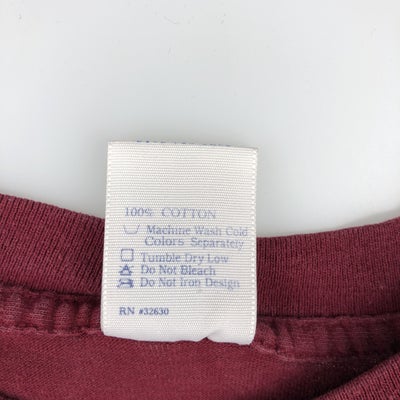 100% COTTON
Machine Wash Cold
Colors Separately
Tumble Dry Low
Do Not Bleach
Do Not Iron Design
RN #32630